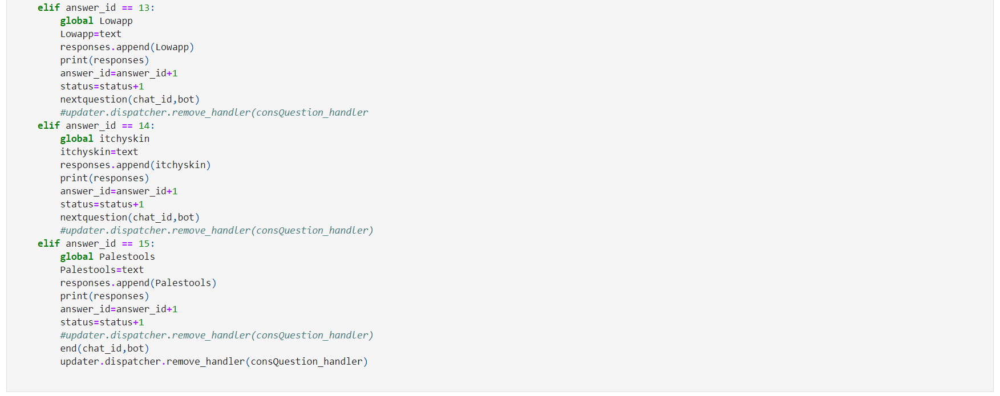 elif answer_id == 13:
global Lowapp
Lowapp=text
responses.append(Lowapp)
print(responses)
answer_id=answer_id+1
status=status+1
nextquestion(chat_id,bot)
#updater.dispatcher.remove_handler(consQuestion_handler
elif answer_id == 14:
global itchyskin
itchyskin=text
responses.append(itchyskin)
print(responses)
answer_id=answer_id+1
status=status+1
nextquestion(chat_id,bot)
#updater.dispatcher.remove_handler(consQuestion_handler)
elif answer_id == 15:
global Palestools
Palestools=text
responses.append(Palestools)
print(responses)
answer_id=answer_id+1
status=status+1
#updater.dispatcher.remove_handler(consQuestion_handler)
end(chat_id,bot)
updater.dispatcher.remove_handler(consQuestion_handler)